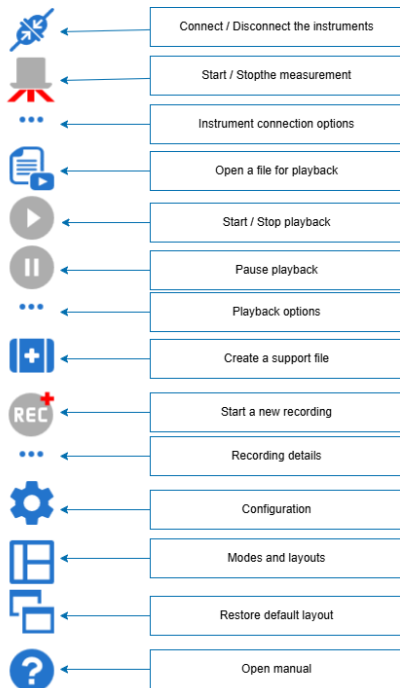 Connect / Disconnect the instruments
Start / Stopthe measurement
Instrument connection options
Open a file for playback
Start / Stop playback
Pause playback
Playback options
Create a support file
REC
Start a new recording
Recording details
Configuration
Modes and layouts
Restore default layout
?
Open manual